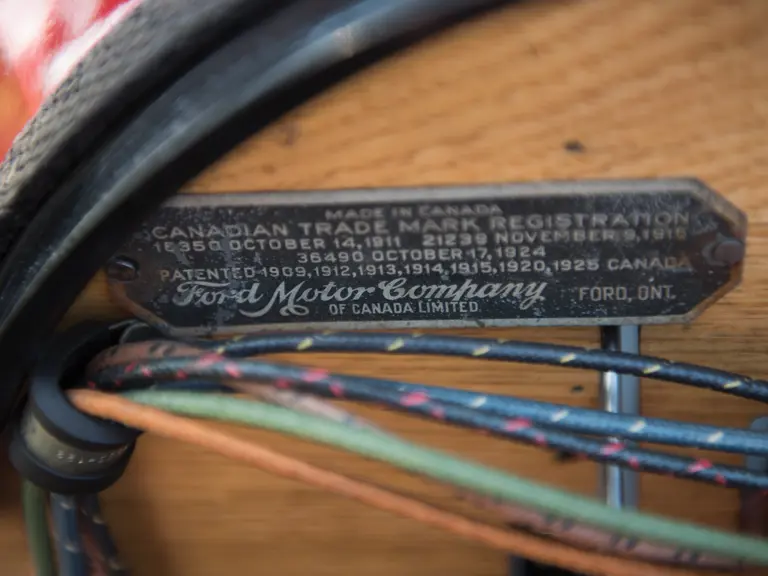 MADE IN CANADA
CANADIAN TRADE MARK REGISTRATION
16350 OCTOBER 14,1911 21239 NOVEMBER 9,1915
36490 OCTOBER 17,1924
PATENTED 1909,1912,1913,1914,1915,1920,1925 CANADA
Ford Motor Company FORD, ONT.
OF CANADA LIMITED